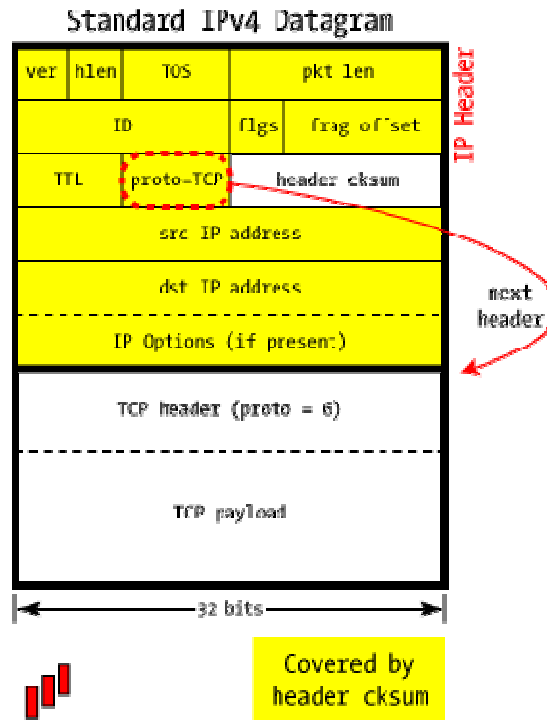 Standard IPv4 Datagram
IP Header
ver hlen TOS pkt len
ID flgs frag offset
TTL proto=TCP header cksum
src IP address
dst IP address
next
header
IP Options (if present)
TCP header (proto = 6)
TCP payload
32 bits
Covered by
header cksum